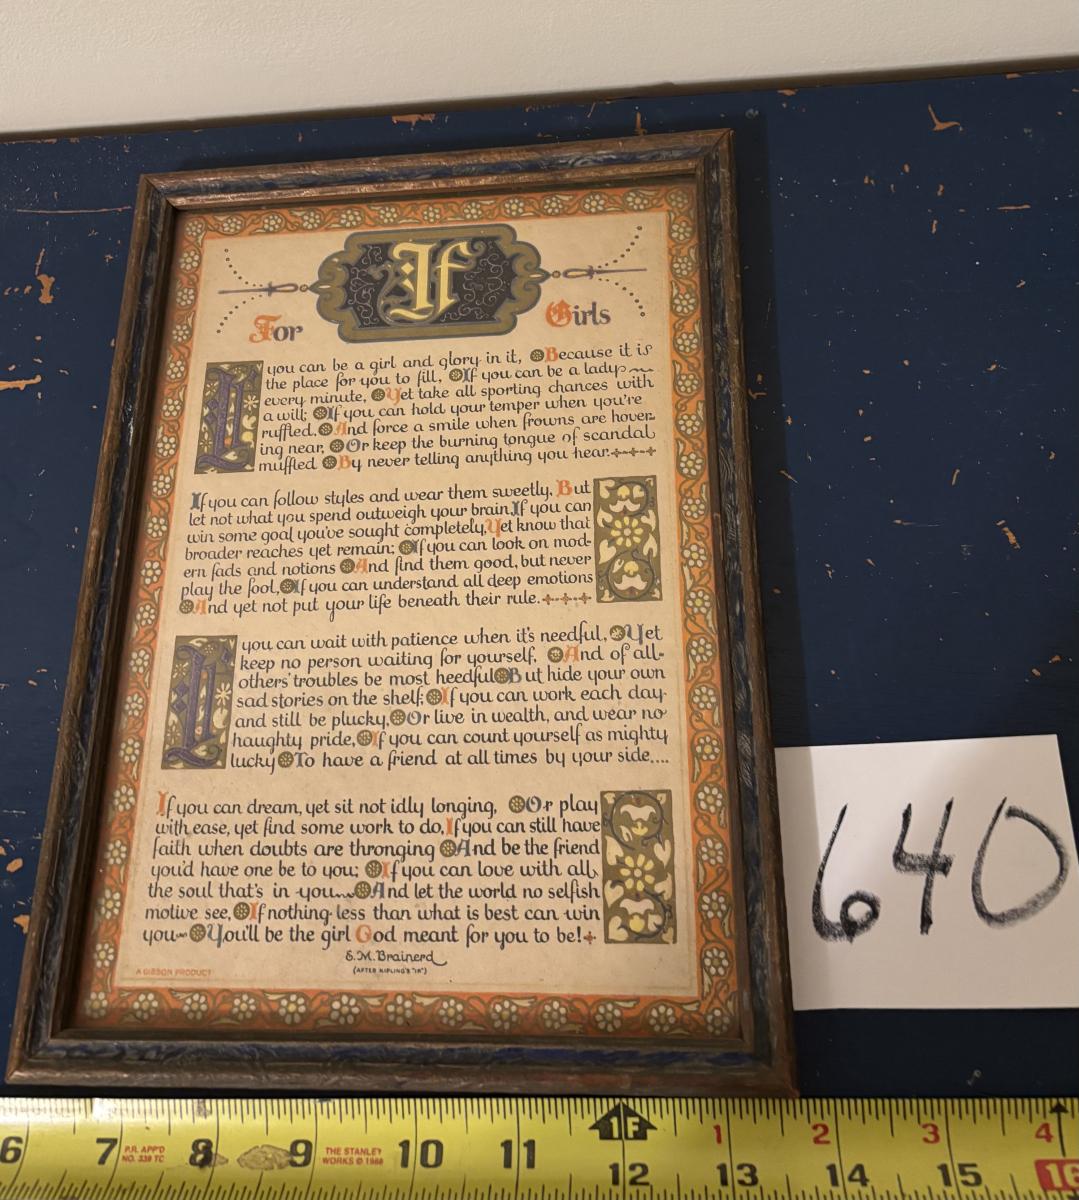 If
For Girls
If you can be a girl and glory in it, Because it is
the place for you to fill, If you can be a lady
every minute, Yet take all sporting chances with
a will; If you can hold your temper when you're
ruffled, And force a smile when frowns are hover-
ing near, Or keep the burning tongue of scandal
muffled By never telling anything you hear.
If you can follow styles and wear them sweetly, But
let not what you spend outweigh your brain, If you can
win some goal you've sought completely, Yet know that
broader reaches yet remain; If you can look on mod-
ern fads and notions And find them good, but never
play the fool, If you can understand all deep emotions
And yet not put your life beneath their rule.
If you can wait with patience when it's needful, Yet
keep no person waiting for yourself, And of all
others' troubles be most heedful But hide your own
sad stories on the shelf; If you can work each day
and still be plucky, Or live in wealth, and wear no
haughty pride, If you can count yourself as mighty
lucky To have a friend at all times by your side....
If you can dream, yet sit not idly longing, Or play
with ease, yet find some work to do, If you can still have
faith when doubts are thronging And be the friend
you'd have one be to you; If you can love with all
the soul that's in you And let the world no selfish
motive see, If nothing less than what is best can win
you You'll be the girl God meant for you to be!
E.M. Brainerd
(AFTER KIPLING'S "IF")
A GIBSON PRODUCT
640
6 7 P.R. APP'D NO. 339 TC 8 9 THE STANLEY WORKS © 1988 10 11 1F 12 1 13 2 14 3 15 4 16